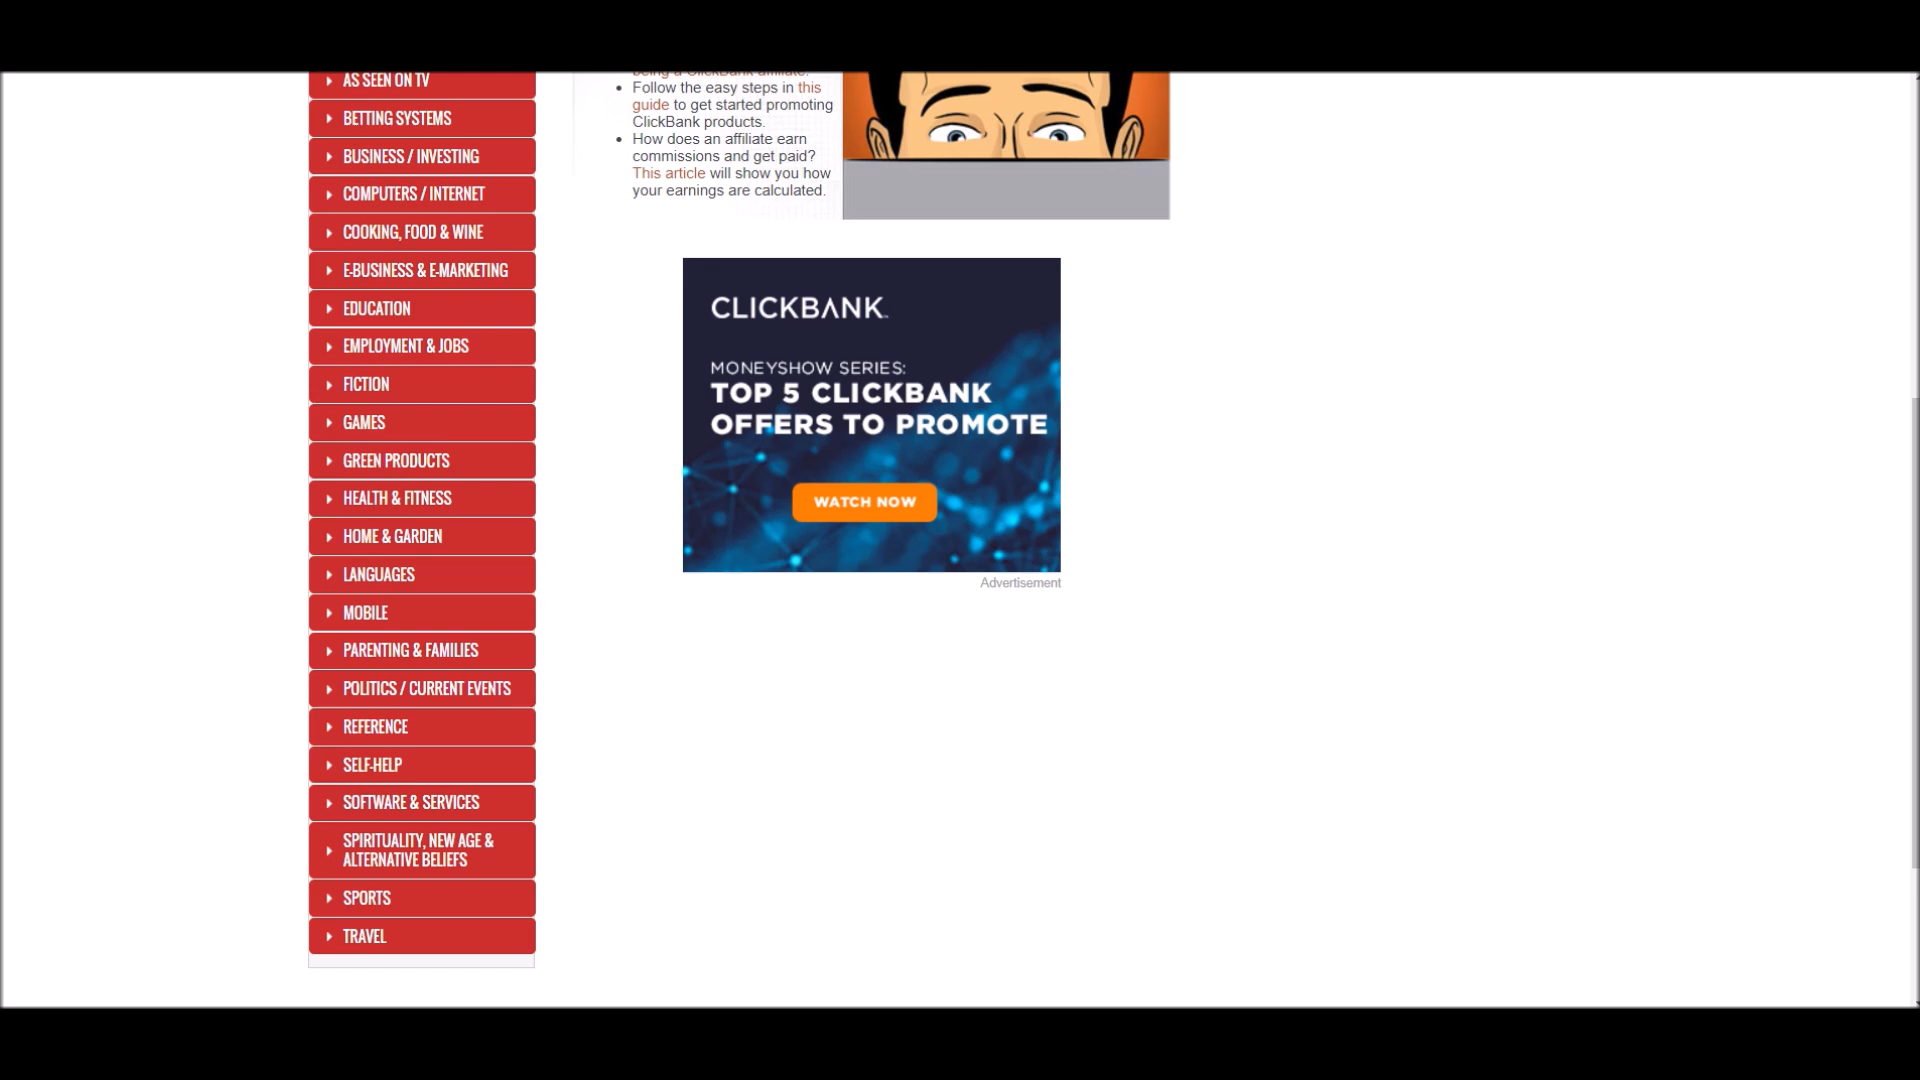 AS SEEN ON TV
BETTING SYSTEMS
BUSINESS / INVESTING
COMPUTERS / INTERNET
COOKING, FOOD & WINE
E-BUSINESS & E-MARKETING
EDUCATION
EMPLOYMENT & JOBS
FICTION
GAMES
GREEN PRODUCTS
HEALTH & FITNESS
HOME & GARDEN
LANGUAGES
MOBILE
PARENTING & FAMILIES
POLITICS / CURRENT EVENTS
REFERENCE
SELF-HELP
SOFTWARE & SERVICES
SPIRITUALITY, NEW AGE &
ALTERNATIVE BELIEFS
SPORTS
TRAVEL
being a ClickBank affiliate.
Follow the easy steps in this
guide to get started promoting
ClickBank products.
How does an affiliate earn
commissions and get paid?
This article will show you how
your earnings are calculated.
CLICKBANK
MONEYSHOW SERIES:
TOP 5 CLICKBANK
OFFERS TO PROMOTE
WATCH NOW
Advertisement